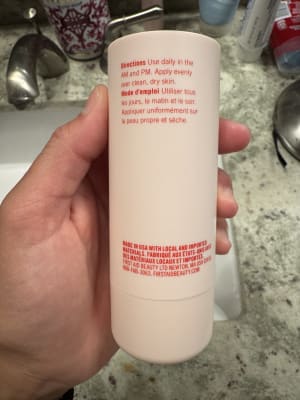 Directions Use daily in the
AM and PM. Apply evenly
over clean, dry skin.
Mode d'emploi Utiliser tous
les jours, le matin et le soir.
Appliquer uniformément sur
la peau propre et sèche.
MADE IN USA WITH LOCAL AND IMPORTED
MATERIALS. FABRIQUÉ AUX ÉTATS-UNIS AVEC
DES MATÉRIAUX LOCAUX ET IMPORTÉS.
FIRST AID BEAUTY LTD NEWTON, MA
FIRSTAIDBEAUTY.COM